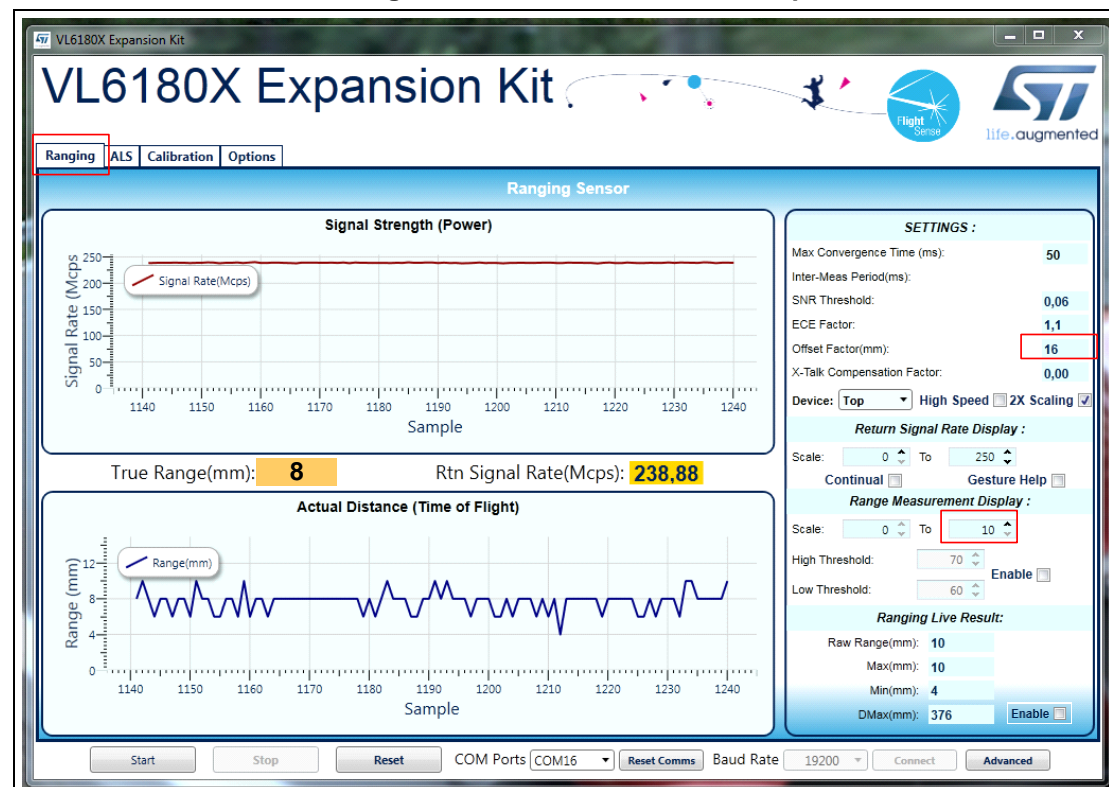 VL6180X Expansion Kit
VL6180X Expansion Kit
Flight
Sense
life.augmented
Ranging ALS Calibration Options
Ranging Sensor
Signal Strength (Power)
Signal Rate (Mcps)
250
200
150
100
50
0
Signal Rate(Mcps)
1140 1150 1160 1170 1180 1190 1200 1210 1220 1230 1240
Sample
True Range(mm): 8 Rtn Signal Rate(Mcps): 238,88
Actual Distance (Time of Flight)
Range (mm)
12
8
4
0
Range(mm)
1140 1150 1160 1170 1180 1190 1200 1210 1220 1230 1240
Sample
SETTINGS :
Max Convergence Time (ms): 50
Inter-Meas Period(ms):
SNR Threshold: 0,06
ECE Factor: 1,1
Offset Factor(mm): 16
X-Talk Compensation Factor: 0,00
Device: Top High Speed 2X Scaling
Return Signal Rate Display :
Scale: 0 To 250
Continual Gesture Help
Range Measurement Display :
Scale: 0 To 10
High Threshold: 70
Enable
Low Threshold: 60
Ranging Live Result:
Raw Range(mm): 10
Max(mm): 10
Min(mm): 4
DMax(mm): 376 Enable
Start Stop Reset COM Ports COM16 Reset Comms Baud Rate 19200 Connect Advanced